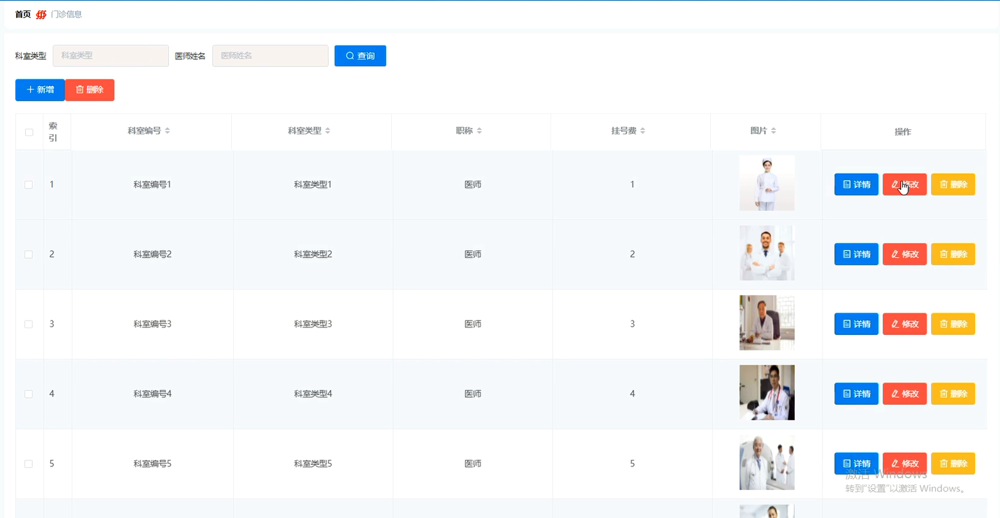 首页 门诊信息
科室类型 科室类型 医师姓名 医师姓名 查询
新增 删除
索引 科室编号 科室类型 职称 挂号费 图片 操作
1 科室编号1 科室类型1 医师 1 详情 修改 删除
2 科室编号2 科室类型2 医师 2 详情 修改 删除
3 科室编号3 科室类型3 医师 3 详情 修改 删除
4 科室编号4 科室类型4 医师 4 详情 修改 删除
5 科室编号5 科室类型5 医师 5 详情 修改 删除
激活 Windows
转到“设置”以激活 Windows。